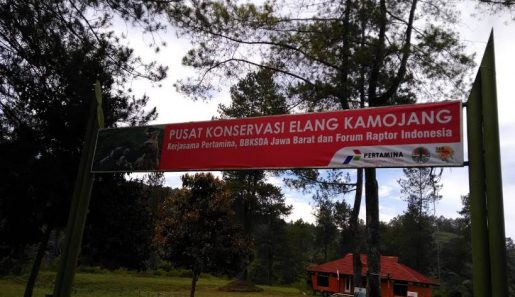 PUSAT KONSERVASI ELANG KAMOJANG
Kerjasama Pertamina, BBKSDA Jawa Barat dan Forum Raptor Indonesia
PERTAMINA